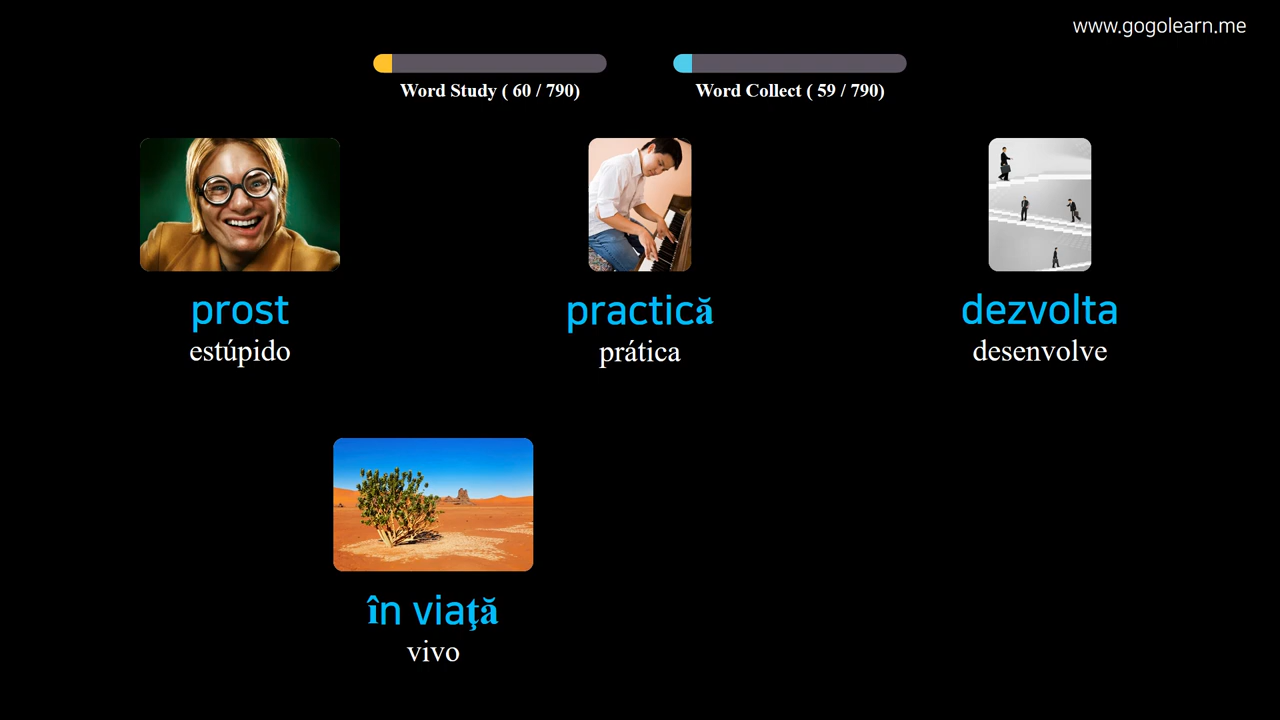 www.gogolearn.me
Word Study ( 60 / 790)
Word Collect ( 59 / 790)
prost
estúpido
practică
prática
dezvolta
desenvolve
în viaţă
vivo